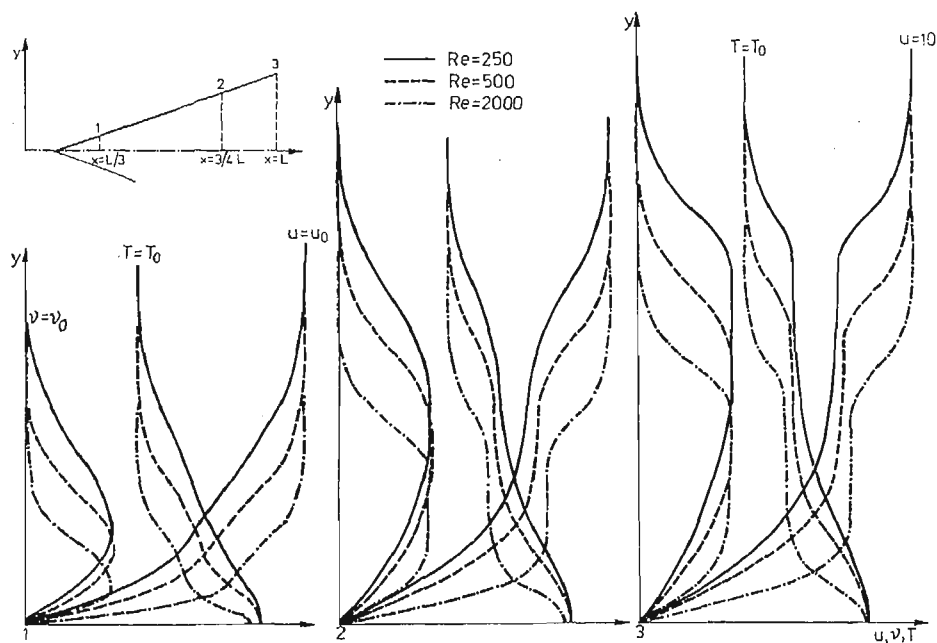 y
3
2
1
x=L/3
x=3/4 L
x=L
Re=250
Re=500
Re=2000
y
T=T₀
u=u₀
ν=ν₀
1
y
2
y
T=T₀
u=10
3
u,ν,T